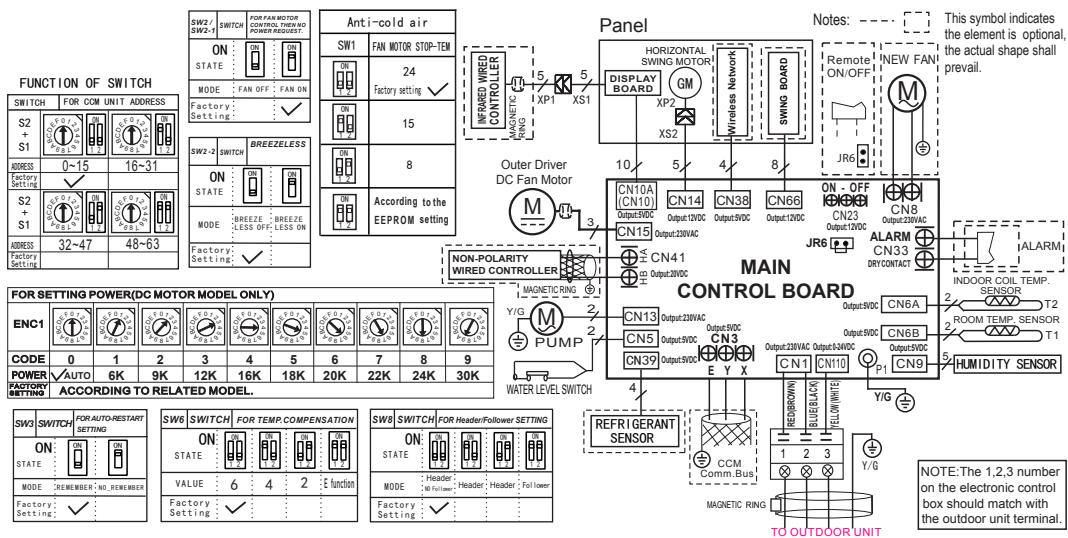 FUNCTION OF SWITCH
SWITCH FOR CCM UNIT ADDRESS
S2
+
S1
ADDRESS 0~15 16~31
Factory
Setting
S2
+
S1
ADDRESS 32~47 48~63
Factory
Setting
SW2/
SW2-1
SWITCH
FOR FAN MOTOR
CONTROL THEN NO
POWER REQUEST.
ON
STATE
MODE FAN OFF FAN ON
Factory
Setting
SW2-2 SWITCH BREEZELESS
ON
STATE
MODE
BREEZE
LESS OFF
BREEZE
LESS ON
Factory
Setting
Anti-cold air
SW1 FAN MOTOR STOP-TEM
24
Factory setting
15
8
According to the
EEPROM setting
FOR SETTING POWER(DC MOTOR MODEL ONLY)
ENC1
CODE 0 1 2 3 4 5 6 7 8 9
POWER AUTO 6K 9K 12K 16K 18K 20K 22K 24K 30K
FACTORY
SETTING
ACCORDING TO RELATED MODEL.
SW3 SWITCH FOR AUTO-RESTART
SETTING
ON
STATE
MODE REMEMBER NO_REMEMBER
Factory
Setting
SW6 SWITCH FOR TEMP.COMPENSATION
ON
STATE
VALUE 6 4 2 E function
Factory
Setting
SW8 SWITCH FOR Header/Follower SETTING
ON
STATE
MODE
Header
NO Follower
Header Header Follower
Factory
Setting
Panel
INFRARED WIRED
CONTROLLER
MAGNETIC
RING
5
XP1
5
XS1
DISPLAY
BOARD
HORIZONTAL
SWING MOTOR
GM
XP2
XS2
Wireless Network
SWING BOARD
Notes:
This symbol indicates
the element is optional,
the actual shape shall
prevail.
Remote
ON/OFF
JR6
NEW FAN
M
10
5
4
8
CN10A
(CN10)
Output:5VDC
CN14
Output:12VDC
CN38
Output:5VDC
CN66
Output:12VDC
ON - OFF
CN23
Output:12VDC
CN8
Output:230VAC
JR6
ALARM
CN33
DRYCONTACT
ALARM
Outer Driver
DC Fan Motor
M
3
CN15 Output:230VAC
NON-POLARITY
WIRED CONTROLLER
MAGNETIC RING
HA
HB
CN41
Output:20VDC
MAIN
CONTROL BOARD
Y/G
M
PUMP
2
CN13 Output:230VAC
2
CN5 Output:5VDC
WATER LEVEL SWITCH
CN39 Output:5VDC
4
REFRIGERANT
SENSOR
Output:5VDC
CN3
E Y X
CCM
Comm.Bus
INDOOR COIL TEMP.
SENSOR
Output:5VDC CN6A 2 T2
ROOM TEMP. SENSOR
Output:5VDC CN6B 2 T1
Output:5VDC
CN9 5 HUMIDITY SENSOR
P1
Y/G
Output:230VAC Output:0-24VDC
CN1 CN110
RED(BROWN)
BLUE(BLACK)
YELLOW(WHITE)
1 2 3
Y/G
MAGNETIC RING
TO OUTDOOR UNIT
NOTE:The 1,2,3 number
on the electronic control
box should match with
the outdoor unit terminal.